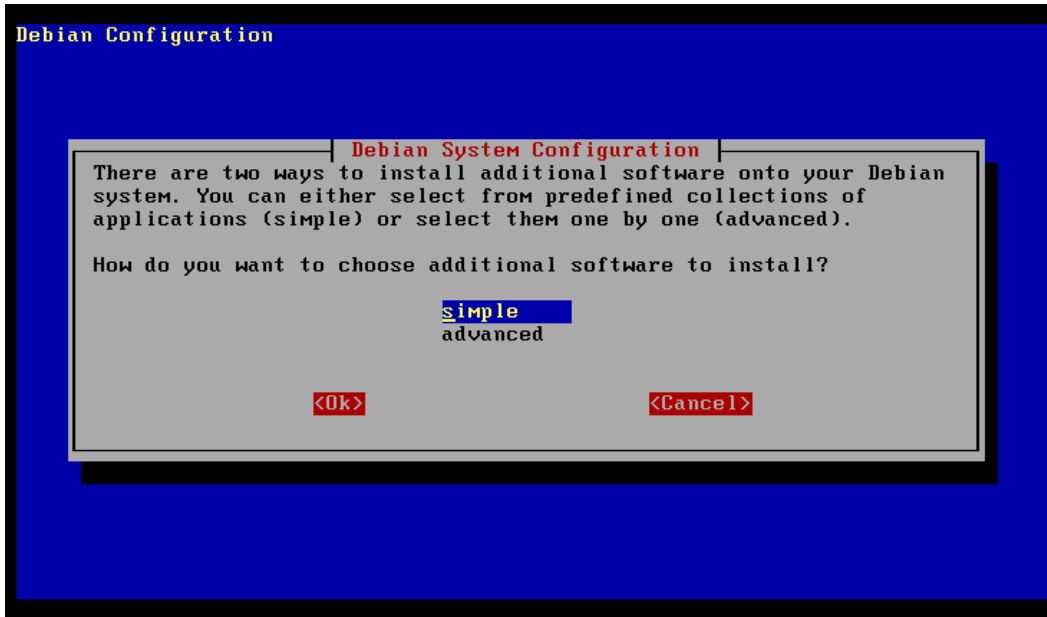 Debian Configuration
Debian System Configuration
There are two ways to install additional software onto your Debian
system. You can either select from predefined collections of
applications (simple) or select them one by one (advanced).
How do you want to choose additional software to install?
simple
advanced
<Ok> <Cancel>